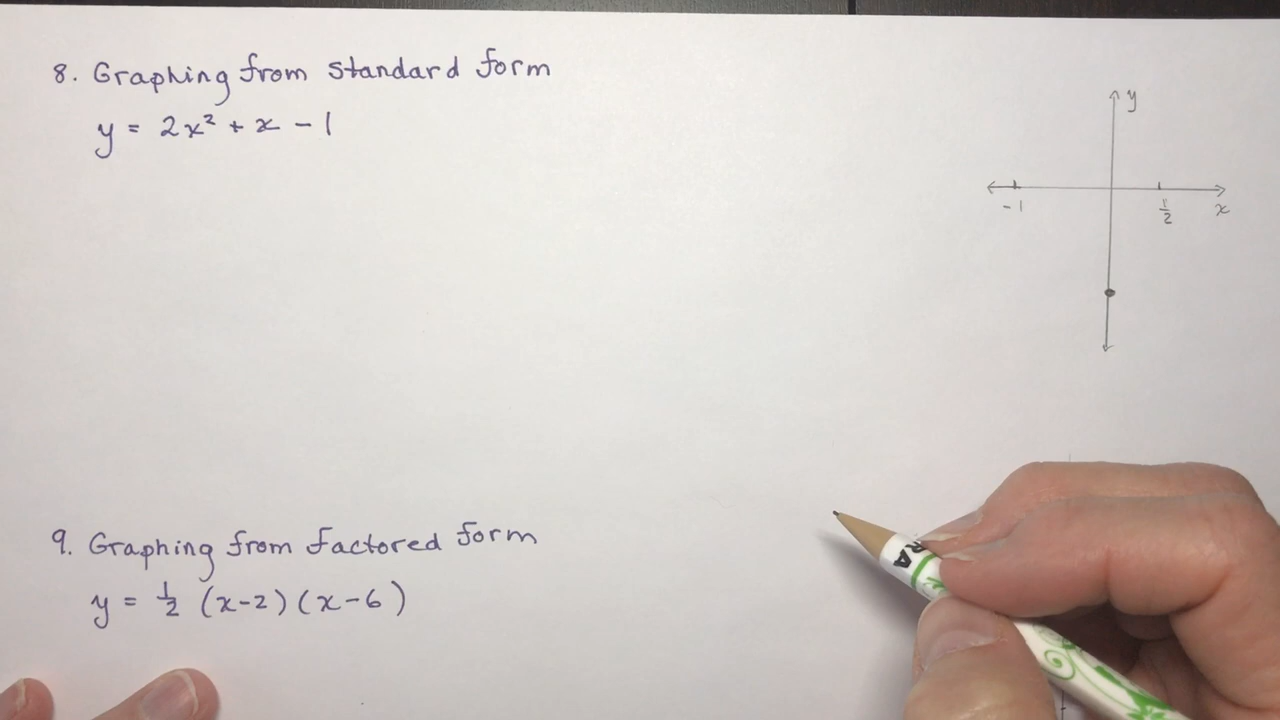 8. Graphing from standard form
y = 2x² + x - 1
y
-1
1/2
x
9. Graphing from factored form
y = 1/2 (x-2)(x-6)
RA